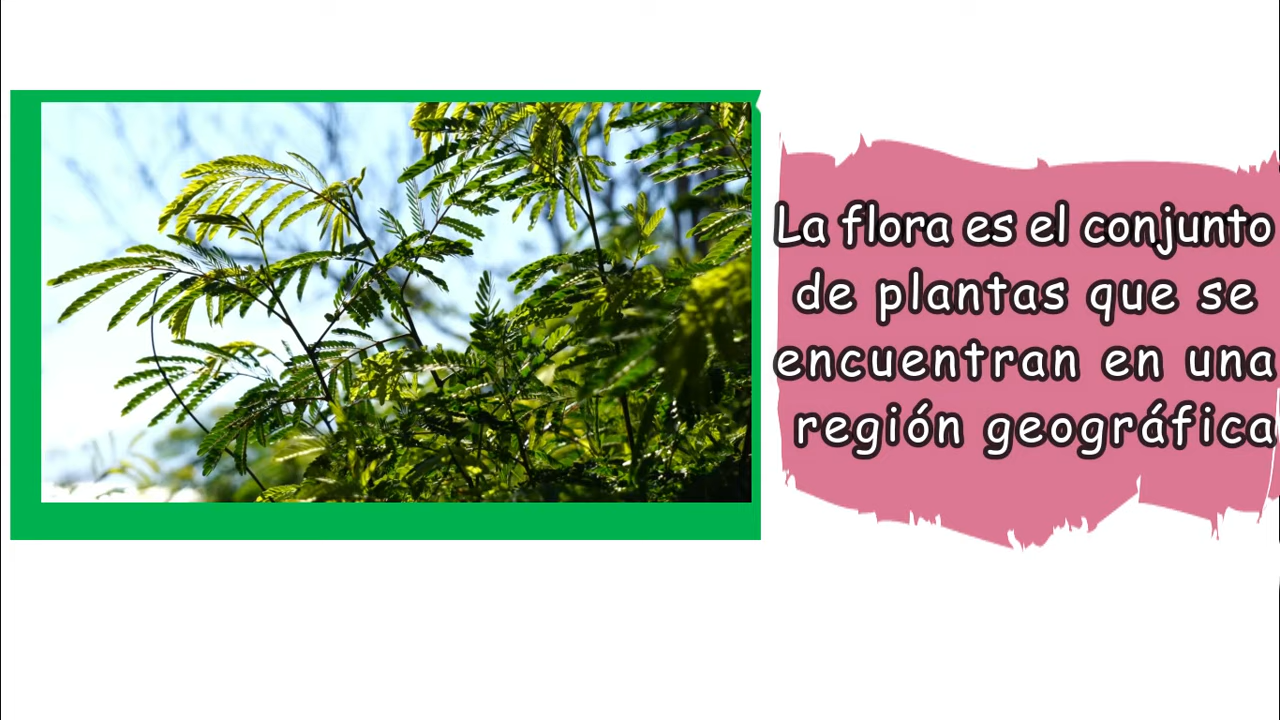 La flora es el conjunto
de plantas que se
encuentran en una
región geográfica